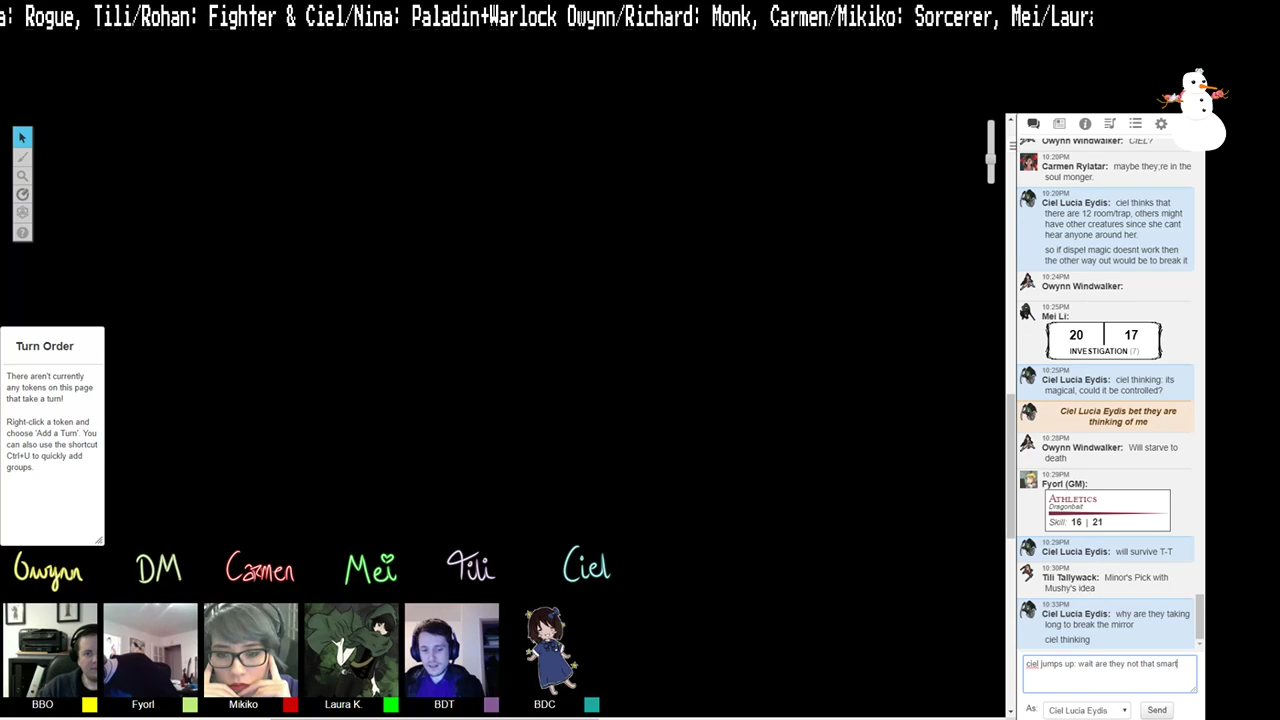 a: Rogue, Tili/Rohan: Fighter & Ciel/Nina: Paladin+Warlock Owynn/Richard: Monk, Carmen/Mikiko: Sorcerer, Mei/Laura
Owynn Windwalker: CIEL?
10:20PM
Carmen Rylatar: maybe they;re in the
soul monger.
10:20PM
Ciel Lucia Eydis: ciel thinks that
there are 12 room/trap, others might
have other creatures since she cant
hear anyone around her.
so if dispel magic doesnt work then
the other way out would be to break it
10:24PM
Owynn Windwalker:
10:25PM
Mei Li:
20 17
INVESTIGATION (7)
10:25PM
Ciel Lucia Eydis: ciel thinking: its
magical, could it be controlled?
Ciel Lucia Eydis bet they are
thinking of me
10:28PM
Owynn Windwalker: Will starve to
death
10:29PM
Fyorl (GM):
ATHLETICS
Dragonbait
Skill: 16 | 21
10:29PM
Ciel Lucia Eydis: will survive T-T
10:30PM
Tili Tallywack: Minor's Pick with
Mushy's idea
10:33PM
Ciel Lucia Eydis: why are they taking
long to break the mirror
ciel thinking
ciel jumps up: wait are they not that smart
As: Ciel Lucia Eydis Send
Turn Order
There aren't currently
any tokens on this page
that take a turn!
Right-click a token and
choose 'Add a Turn'. You
can also use the shortcut
Ctrl+U to quickly add
groups.
Owynn DM Carmen Mei Tili Ciel
BBO Fyorl Mikiko Laura K. BDT BDC